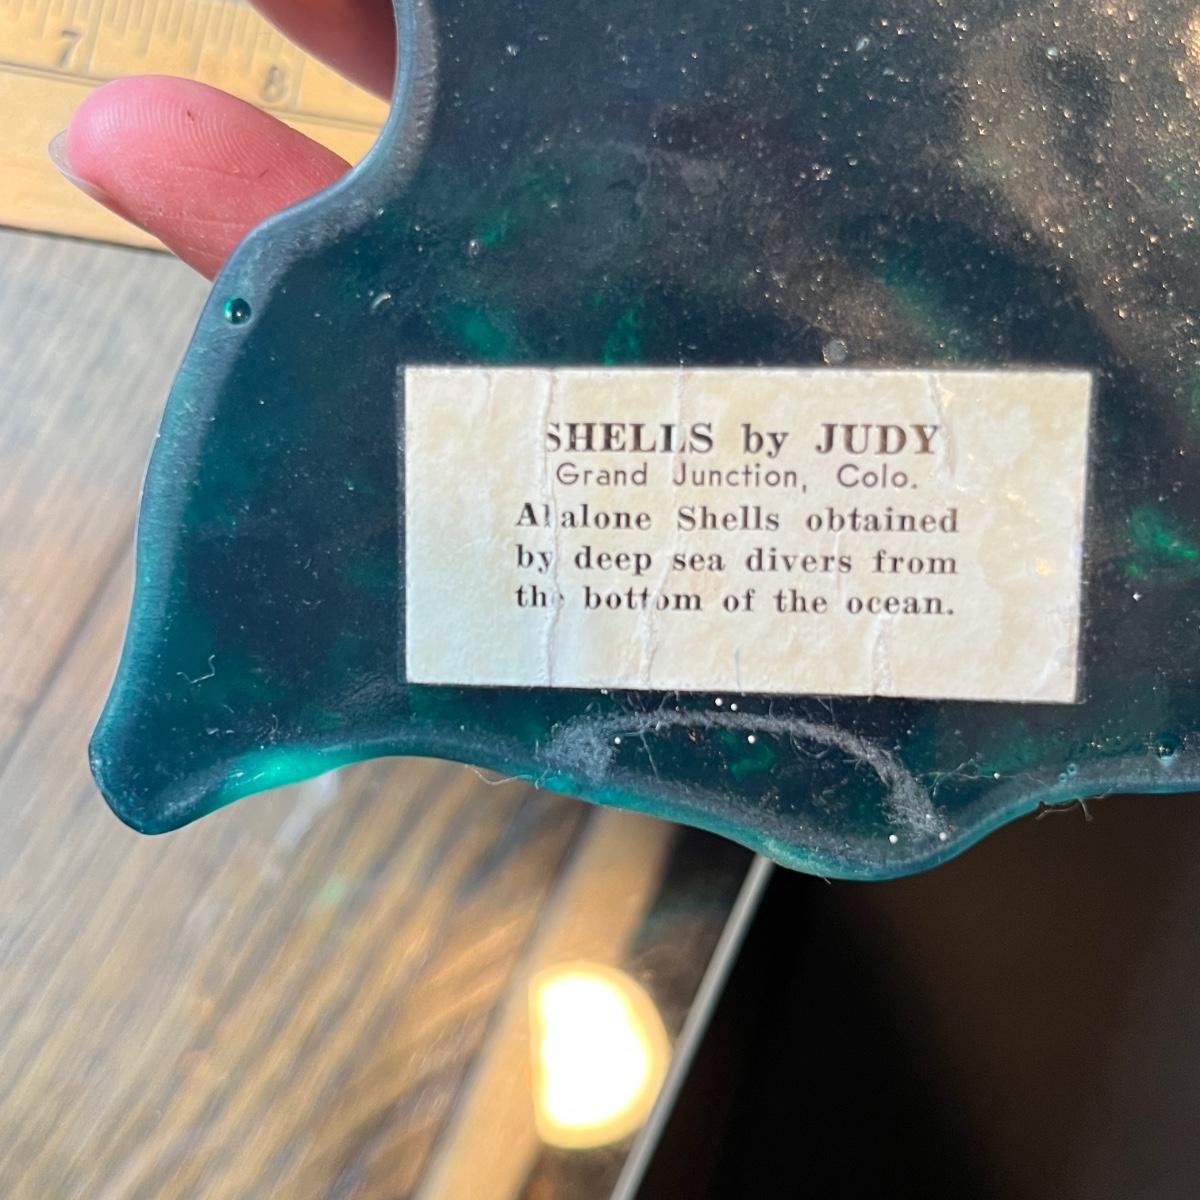 7
8
SHELLS by JUDY
Grand Junction, Colo.
Abalone Shells obtained
by deep sea divers from
the bottom of the ocean.